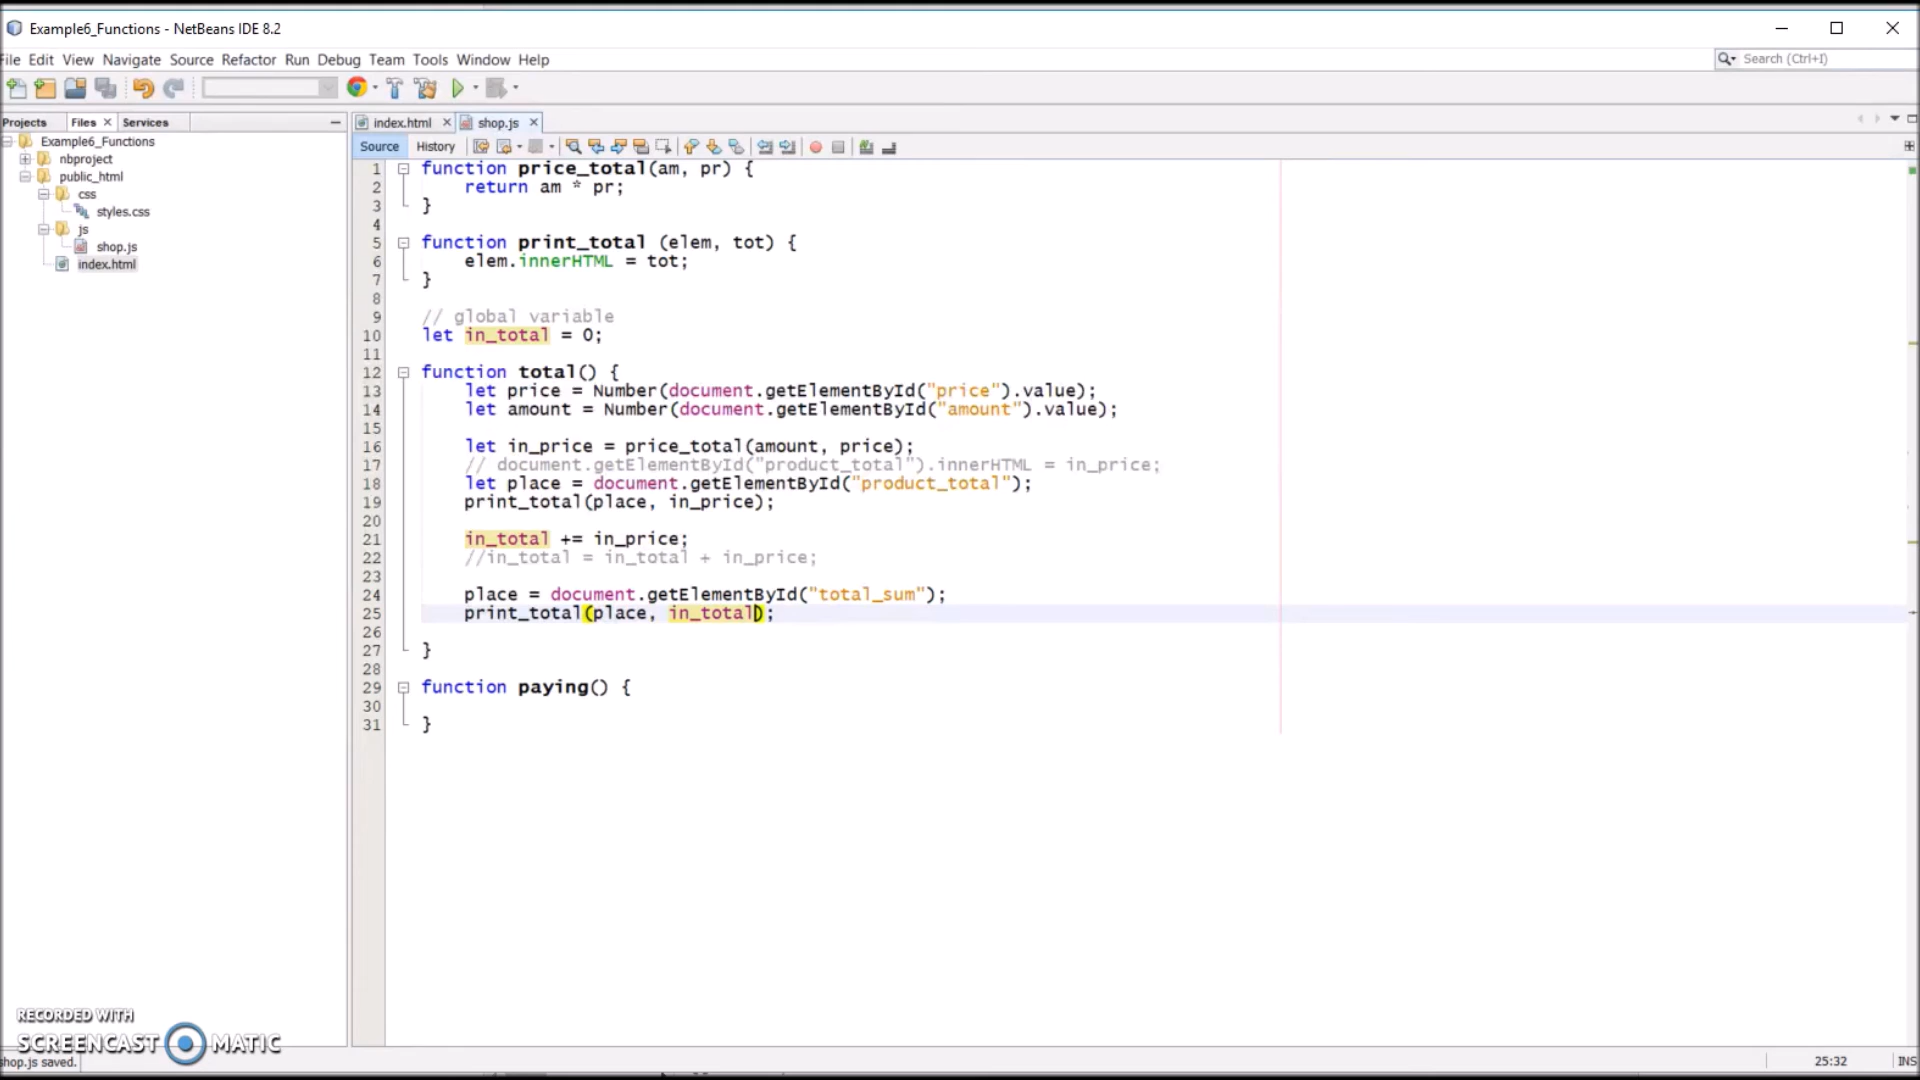 Example6_Functions - NetBeans IDE 8.2
File Edit View Navigate Source Refactor Run Debug Team Tools Window Help
Search (Ctrl+I)
Projects Files Services
index.html shop.js
Example6_Functions
nbproject
public_html
css
styles.css
js
shop.js
index.html
Source History
1 function price_total(am, pr) {
2 return am * pr;
3 }
4
5 function print_total (elem, tot) {
6 elem.innerHTML = tot;
7 }
8
9 // global variable
10 let in_total = 0;
11
12 function total() {
13 let price = Number(document.getElementById("price").value);
14 let amount = Number(document.getElementById("amount").value);
15
16 let in_price = price_total(amount, price);
17 // document.getElementById("product_total").innerHTML = in_price;
18 let place = document.getElementById("product_total");
19 print_total(place, in_price);
20
21 in_total += in_price;
22 //in_total = in_total + in_price;
23
24 place = document.getElementById("total_sum");
25 print_total(place, in_total);
26
27 }
28
29 function paying() {
30
31 }
RECORDED WITH
SCREENCAST MATIC
shop.js saved.
25:32 INS